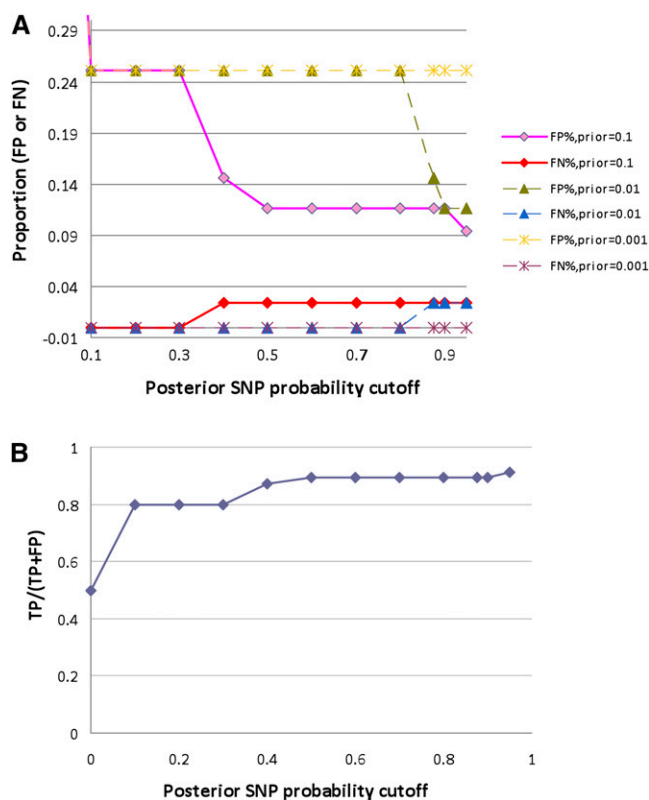 A
Proportion (FP or FN)
0.29
0.24
0.19
0.14
0.09
0.04
-0.01
0.1 0.3 0.5 0.7 0.9
Posterior SNP probability cutoff
FP%,prior=0.1
FN%,prior=0.1
FP%,prior=0.01
FN%,prior=0.01
FP%,prior=0.001
FN%,prior=0.001
B
TP/(TP+FP)
1
0.8
0.6
0.4
0.2
0
0 0.2 0.4 0.6 0.8 1
Posterior SNP probability cutoff